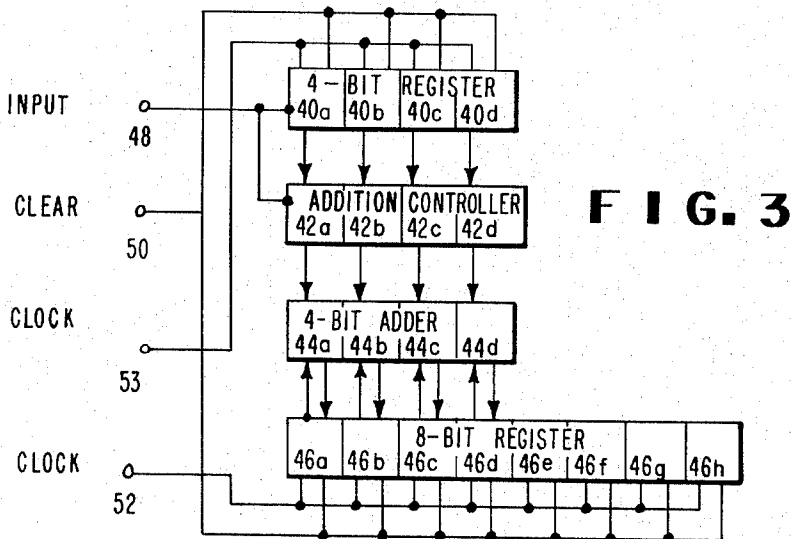 4-BIT REGISTER
INPUT
40a 40b 40c 40d
48
CLEAR
ADDITION CONTROLLER
42a 42b 42c 42d
FIG. 3
50
CLOCK
4-BIT ADDER
44a 44b 44c 44d
53
8-BIT REGISTER
CLOCK
46a 46b 46c 46d 46e 46f 46g 46h
52